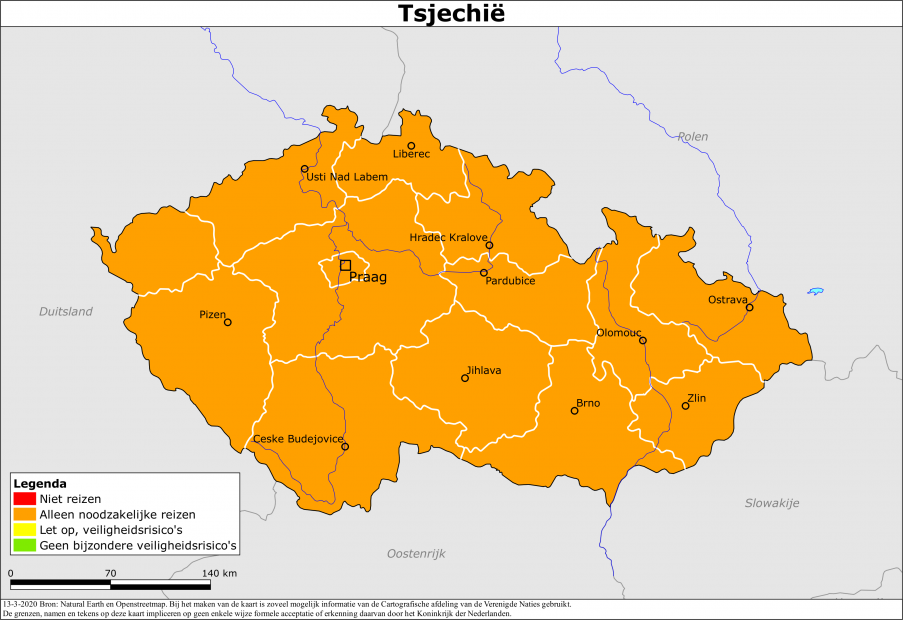 Tsjechië
Polen
Liberec
Usti Nad Labem
Hradec Kralove
Praag
Pardubice
Ostrava
Duitsland
Pizen
Olomouc
Jihlava
Zlin
Brno
Ceske Budejovice
Legenda
Niet reizen
Alleen noodzakelijke reizen
Let op, veiligheidsrisico's
Geen bijzondere veiligheidsrisico's
Slowakije
Oostenrijk
0 70 140 km
13-3-2020 Bron: Natural Earth en Openstreetmap. Bij het maken van de kaart is zoveel mogelijk informatie van de Cartografische afdeling van de Verenigde Naties gebruikt.
De grenzen, namen en tekens op deze kaart impliceren op geen enkele wijze formele acceptatie of erkenning daarvan door het Koninkrijk der Nederlanden.